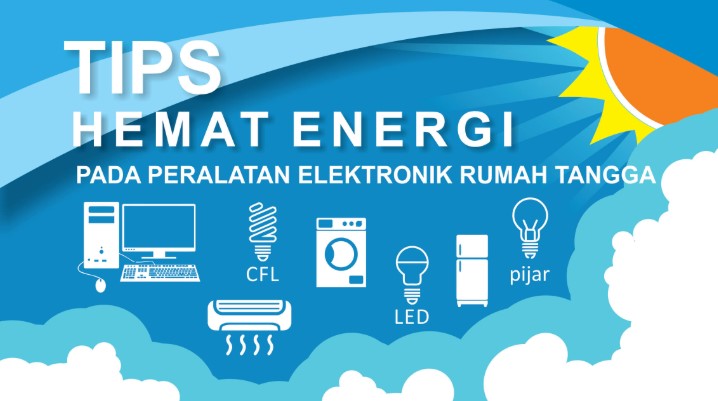 TIPS
HEMAT ENERGI
PADA PERALATAN ELEKTRONIK RUMAH TANGGA
CFL
LED
pijar